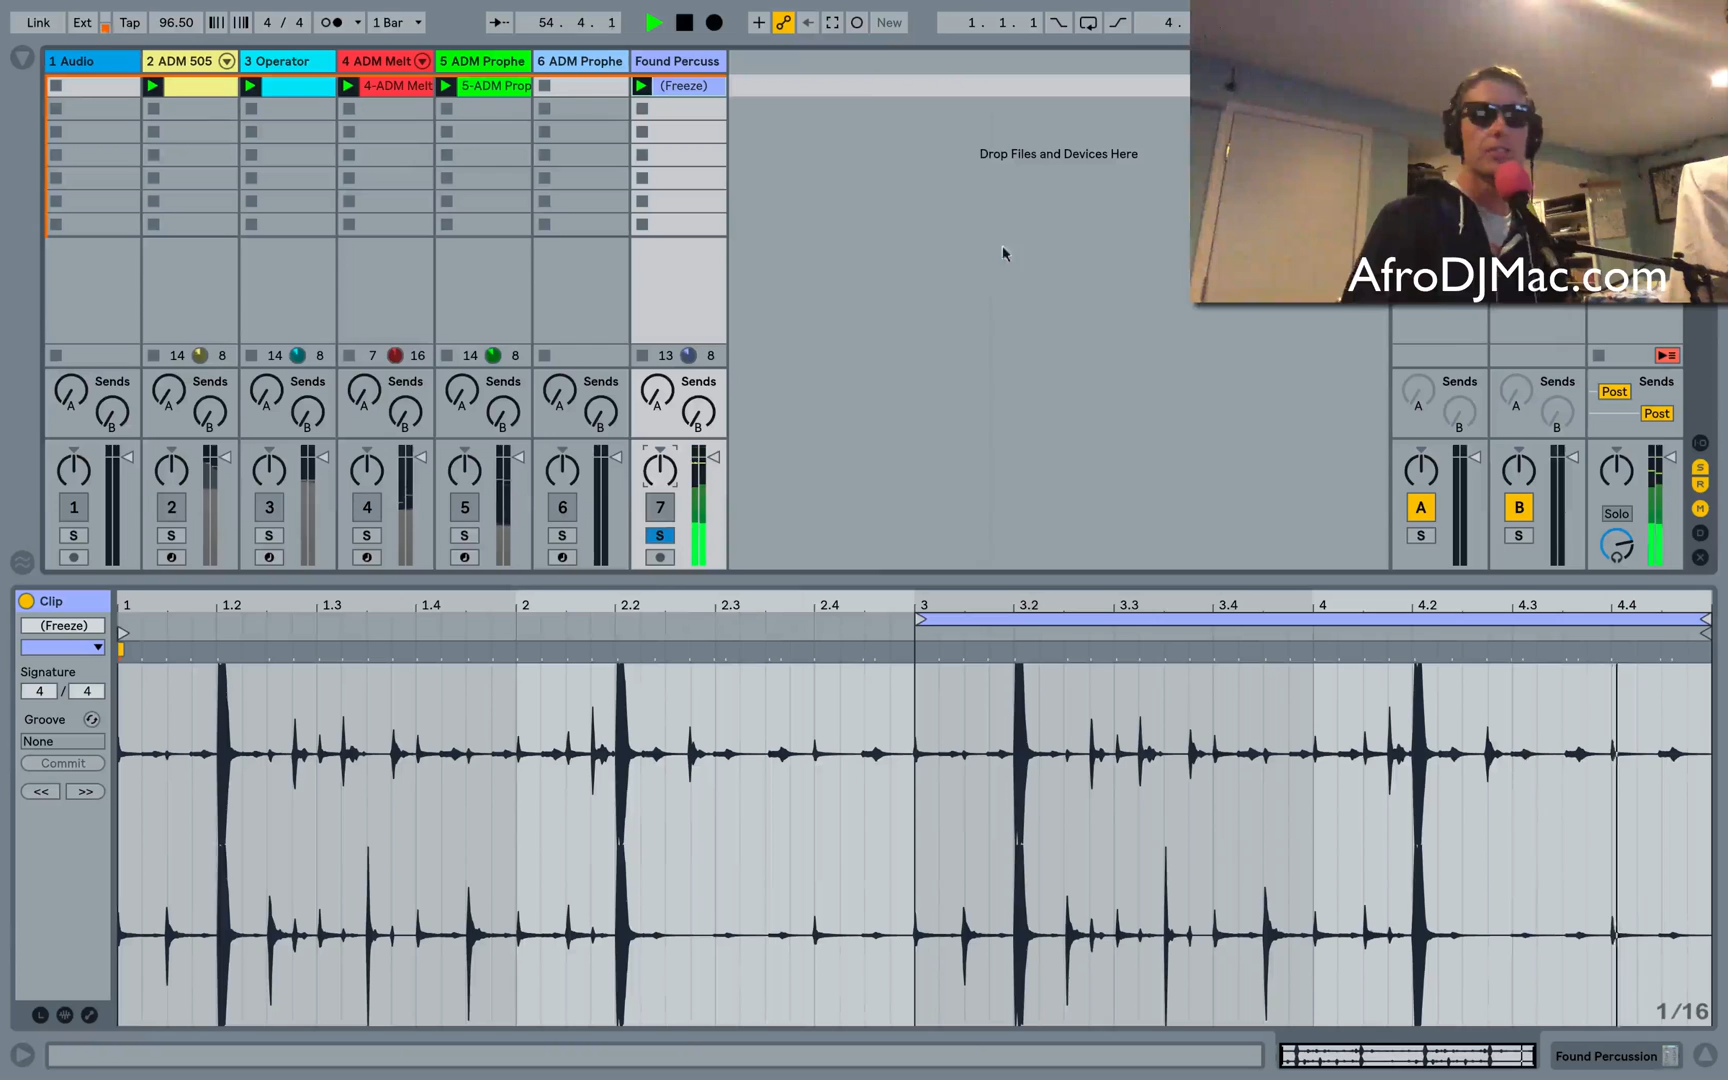 Link Ext Tap 96.50 4 / 4 1 Bar 54 . 4 . 1 New 1 . 1 . 1 4 .
1 Audio 2 ADM 505 3 Operator 4 ADM Melt 5 ADM Prophe 6 ADM Prophe Found Percuss
4-ADM Melt 5-ADM Prop (Freeze)
Drop Files and Devices Here
AfroDJMac.com
14 8 14 8 7 16 14 8 13 8
Sends Sends Sends Sends Sends Sends Sends Sends Sends Sends
A A A A A A A A A Post
B B B B B B B B B Post
1 2 3 4 5 6 7 A B Solo
S S S S S S S S S
S
R
M
D
X
Clip
(Freeze)
Signature
4 / 4
Groove
None
Commit
<< >>
1 1.2 1.3 1.4 2 2.2 2.3 2.4 3 3.2 3.3 3.4 4 4.2 4.3 4.4
1/16
L
Found Percussion